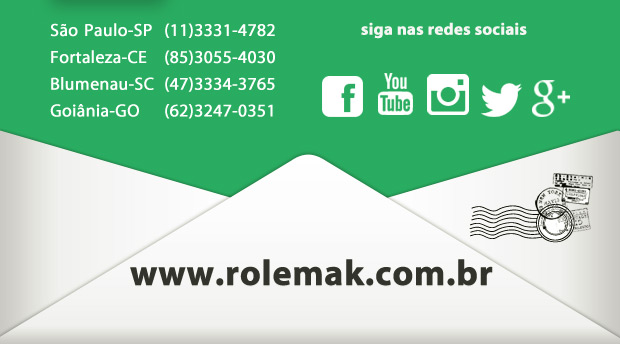 São Paulo-SP (11)3331-4782
Fortaleza-CE (85)3055-4030
Blumenau-SC (47)3334-3765
Goiânia-GO (62)3247-0351
siga nas redes sociais
f You Tube g+
www.rolemak.com.br